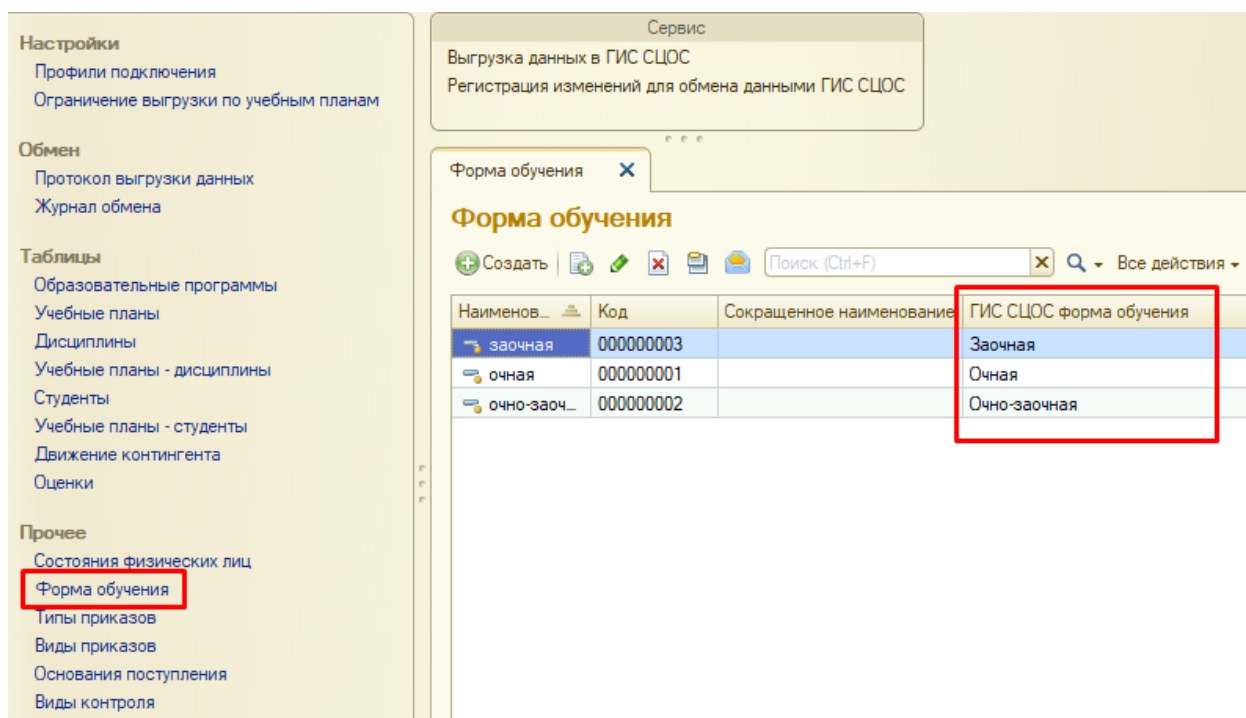 Настройки
Профили подключения
Ограничение выгрузки по учебным планам
Обмен
Протокол выгрузки данных
Журнал обмена
Таблицы
Образовательные программы
Учебные планы
Дисциплины
Учебные планы - дисциплины
Студенты
Учебные планы - студенты
Движение контингента
Оценки
Прочее
Состояния физических лиц
Форма обучения
Типы приказов
Виды приказов
Основания поступления
Виды контроля
Сервис
Выгрузка данных в ГИС СЦОС
Регистрация изменений для обмена данными ГИС СЦОС
Форма обучения
Форма обучения
Создать Поиск (Ctrl+F) Все действия
Наименов... Код Сокращенное наименование ГИС СЦОС форма обучения
заочная 000000003 Заочная
очная 000000001 Очная
очно-заоч... 000000002 Очно-заочная